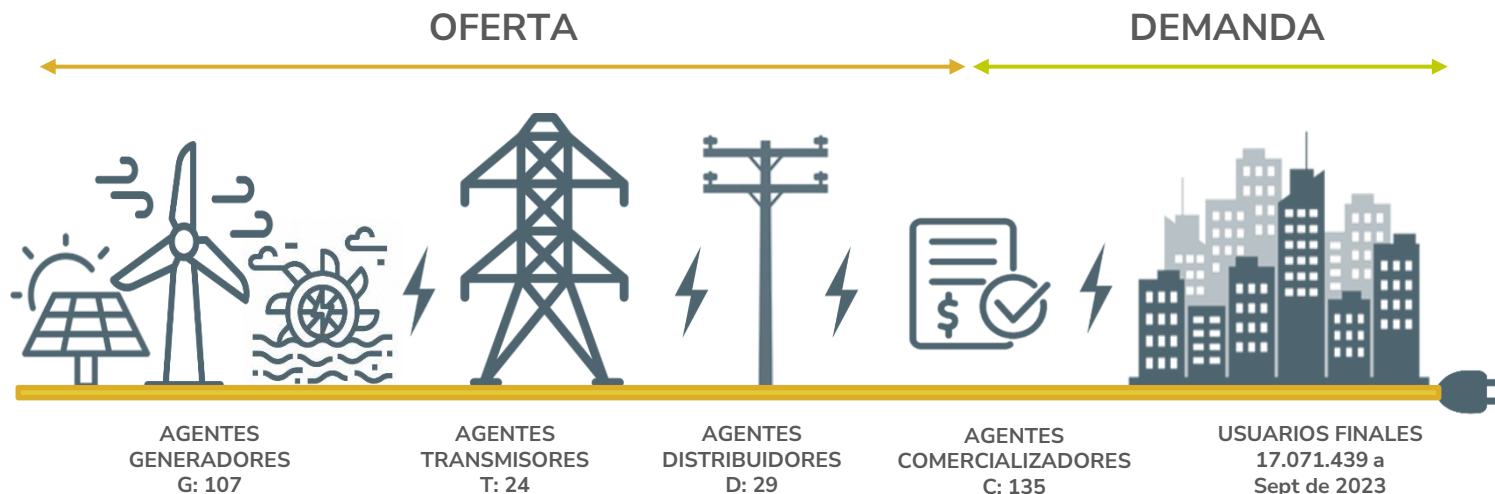 OFERTA
DEMANDA
$
AGENTES
GENERADORES
G: 107
AGENTES
TRANSMISORES
T: 24
AGENTES
DISTRIBUIDORES
D: 29
AGENTES
COMERCIALIZADORES
C: 135
USUARIOS FINALES
17.071.439 a
Sept de 2023